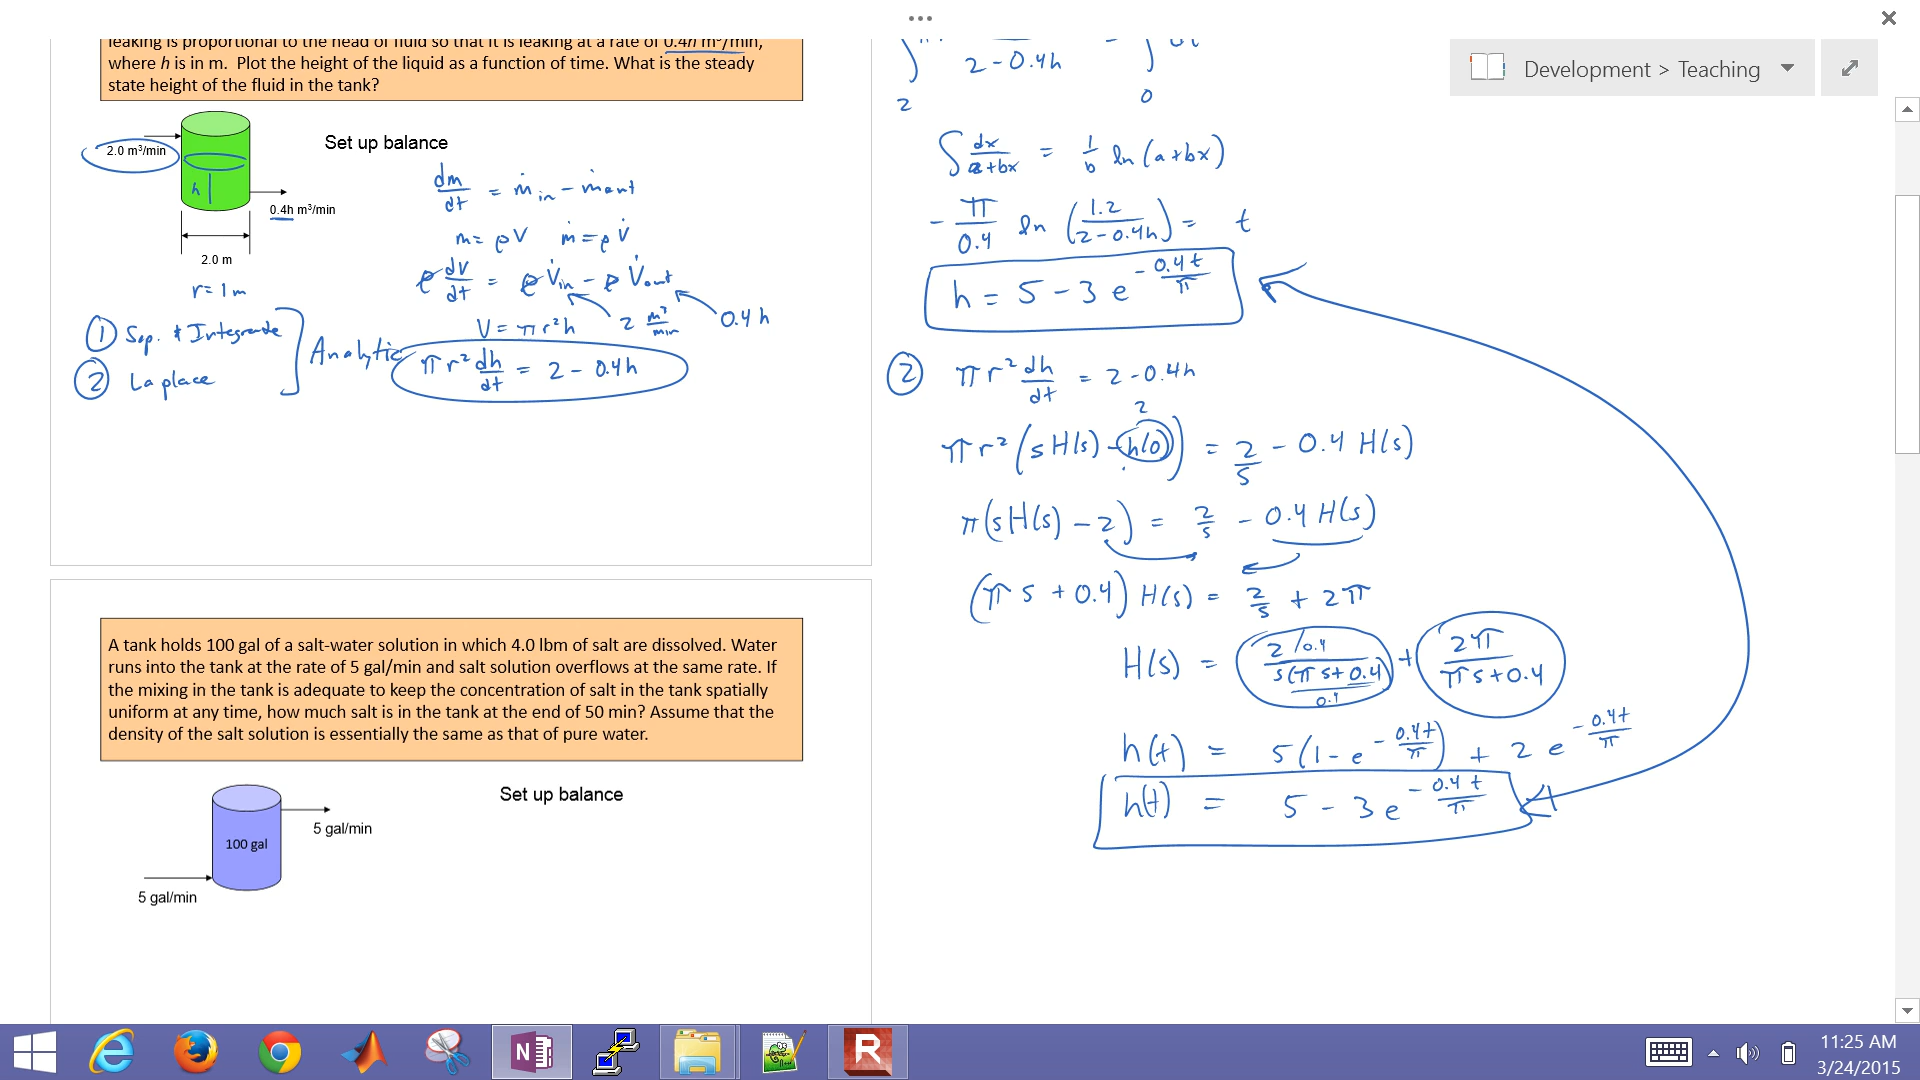 leaking is proportional to the head of fluid so that it is leaking at a rate of 0.4h m³/min,
where h is in m. Plot the height of the liquid as a function of time. What is the steady
state height of the fluid in the tank?
2.0 m³/min
h
0.4h m³/min
2.0 m
r = 1 m
Set up balance
dm/dt = ṁin - ṁout
m = ρV ṁ = ρV̇
ρ dV/dt = ρ V̇in - ρ V̇out
V = πr²h 2 m³/min 0.4 h
πr² dh/dt = 2 - 0.4h
① Sep. & Integrate
② Laplace
Analytic
A tank holds 100 gal of a salt-water solution in which 4.0 lbm of salt are dissolved. Water
runs into the tank at the rate of 5 gal/min and salt solution overflows at the same rate. If
the mixing in the tank is adequate to keep the concentration of salt in the tank spatially
uniform at any time, how much salt is in the tank at the end of 50 min? Assume that the
density of the salt solution is essentially the same as that of pure water.
Set up balance
5 gal/min
100 gal
5 gal/min
2 - 0.4h
2 0
∫ dx/(a+bx) = 1/b ln(a+bx)
- π/0.4 ln (1.2/(2-0.4h)) = t
h = 5 - 3 e^(-0.4t/π)
② πr² dh/dt = 2 - 0.4h
2
πr² (s H(s) - h(0)) = 2/s - 0.4 H(s)
π(sH(s) - 2) = 2/s - 0.4 H(s)
(π s + 0.4) H(s) = 2/s + 2π
H(s) = (2/0.4)/(s(πs + 0.4)/0.4) + 2π/(πs + 0.4)
h(t) = 5(1 - e^(-0.4t/π)) + 2 e^(-0.4t/π)
h(t) = 5 - 3 e^(-0.4t/π)
Development > Teaching
N
R
11:25 AM
3/24/2015